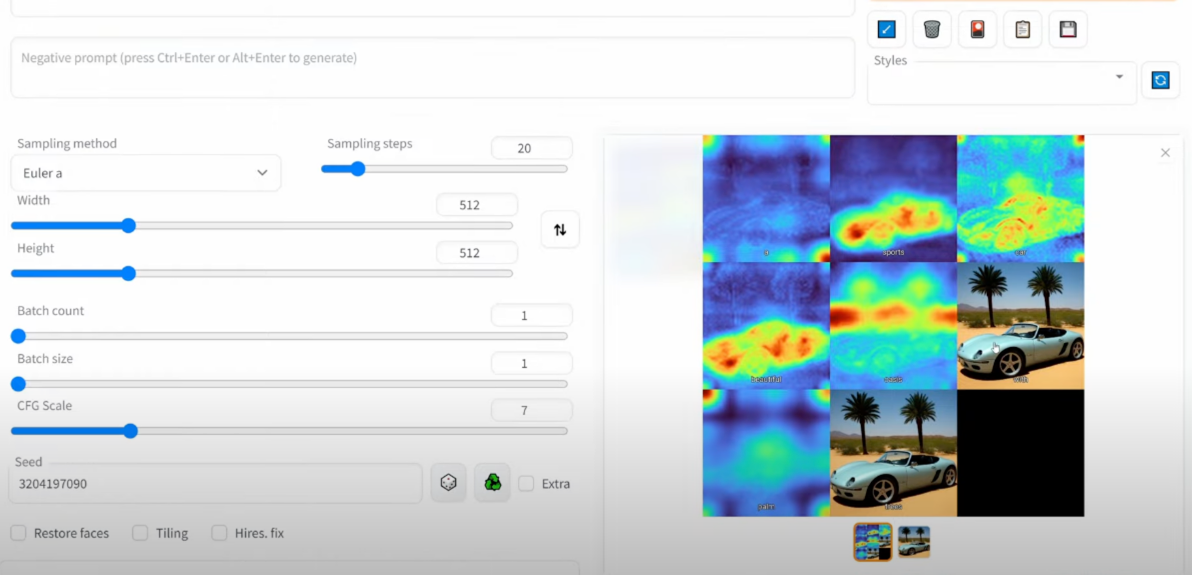 Negative prompt (press Ctrl+Enter or Alt+Enter to generate)
Styles
Sampling method
Euler a
Sampling steps
20
Width
512
Height
512
Batch count
1
Batch size
1
CFG Scale
7
Seed
3204197090
Extra
Restore faces
Tiling
Hires. fix
a
sports
car
beautiful
oasis
with
palm
trees